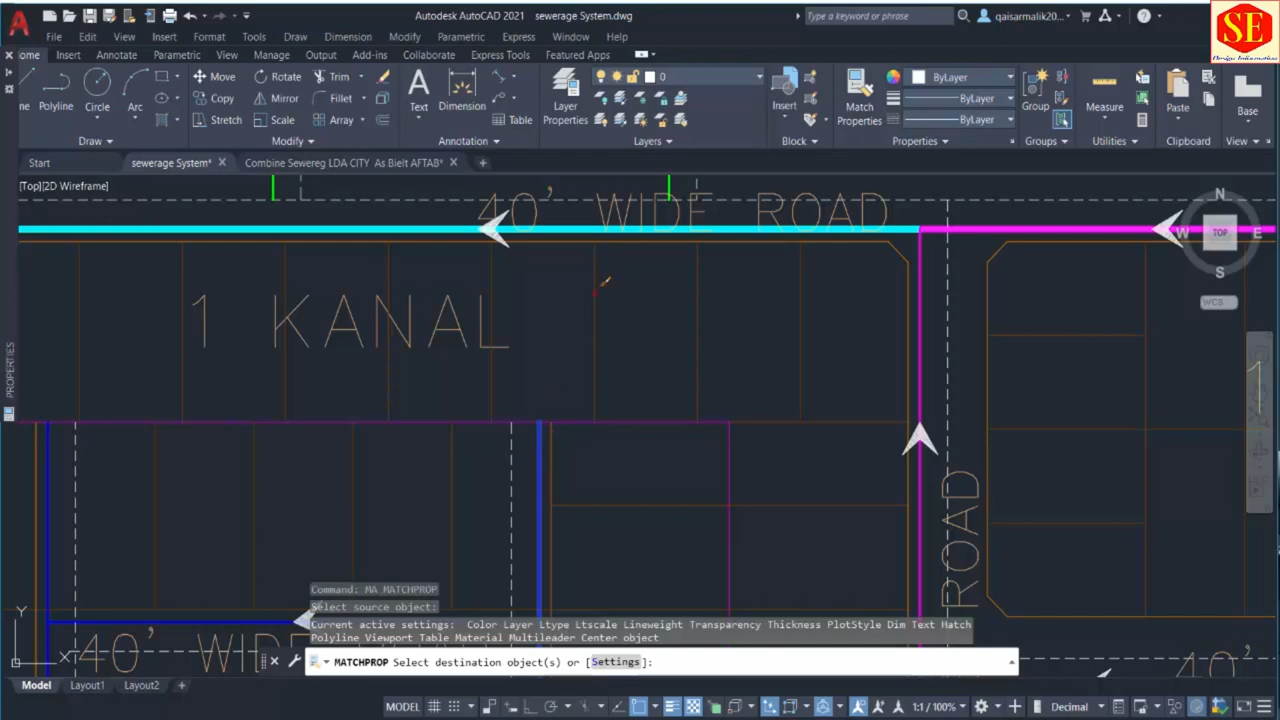 Autodesk AutoCAD 2021 sewerage System.dwg
Type a keyword or phrase
qaisarmalik20...
SE
Design Information
File Edit View Insert Format Tools Draw Dimension Modify Parametric Express Window Help
ome Insert Annotate Parametric View Manage Output Add-ins Collaborate Express Tools Featured Apps
Polyline Circle Arc
Move Rotate Trim
Copy Mirror Fillet
Stretch Scale Array
Text Dimension Table
Layer Properties
0
Insert
Match Properties
ByLayer
ByLayer
ByLayer
Group Measure Paste Base
Draw Modify Annotation Layers Block Properties Groups Utilities Clipboard View
Start sewerage System* Combine Sewereg LDA CITY As Bielt AFTAB*
[Top][2D Wireframe]
40' WIDE ROAD
N
W TOP E
S
WCS
1 KANAL
1
PROPERTIES
ROAD
Command: MA MATCHPROP
Select source object:
Current active settings: Color Layer Ltype Ltscale Lineweight Transparency Thickness PlotStyle Dim Text Hatch
Polyline Viewport Table Material Multileader Center object
MATCHPROP Select destination object(s) or [Settings]:
Y
X
40' WI
40'
Model Layout1 Layout2
MODEL 1:1 / 100% Decimal